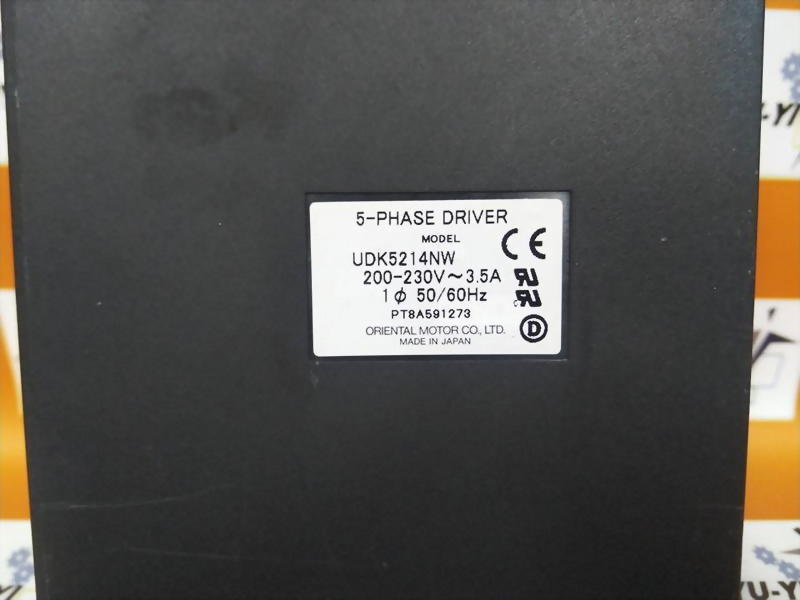 5-PHASE DRIVER
MODEL
UDK5214NW
200-230V～3.5A
1φ 50/60Hz
PT8A591273
ORIENTAL MOTOR CO., LTD.
MADE IN JAPAN
CE
D